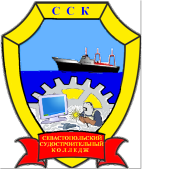 ССК
СЕВАСТОПОЛЬСКИЙ
СУДОСТРОИТЕЛЬНЫЙ
КОЛЛЕДЖ